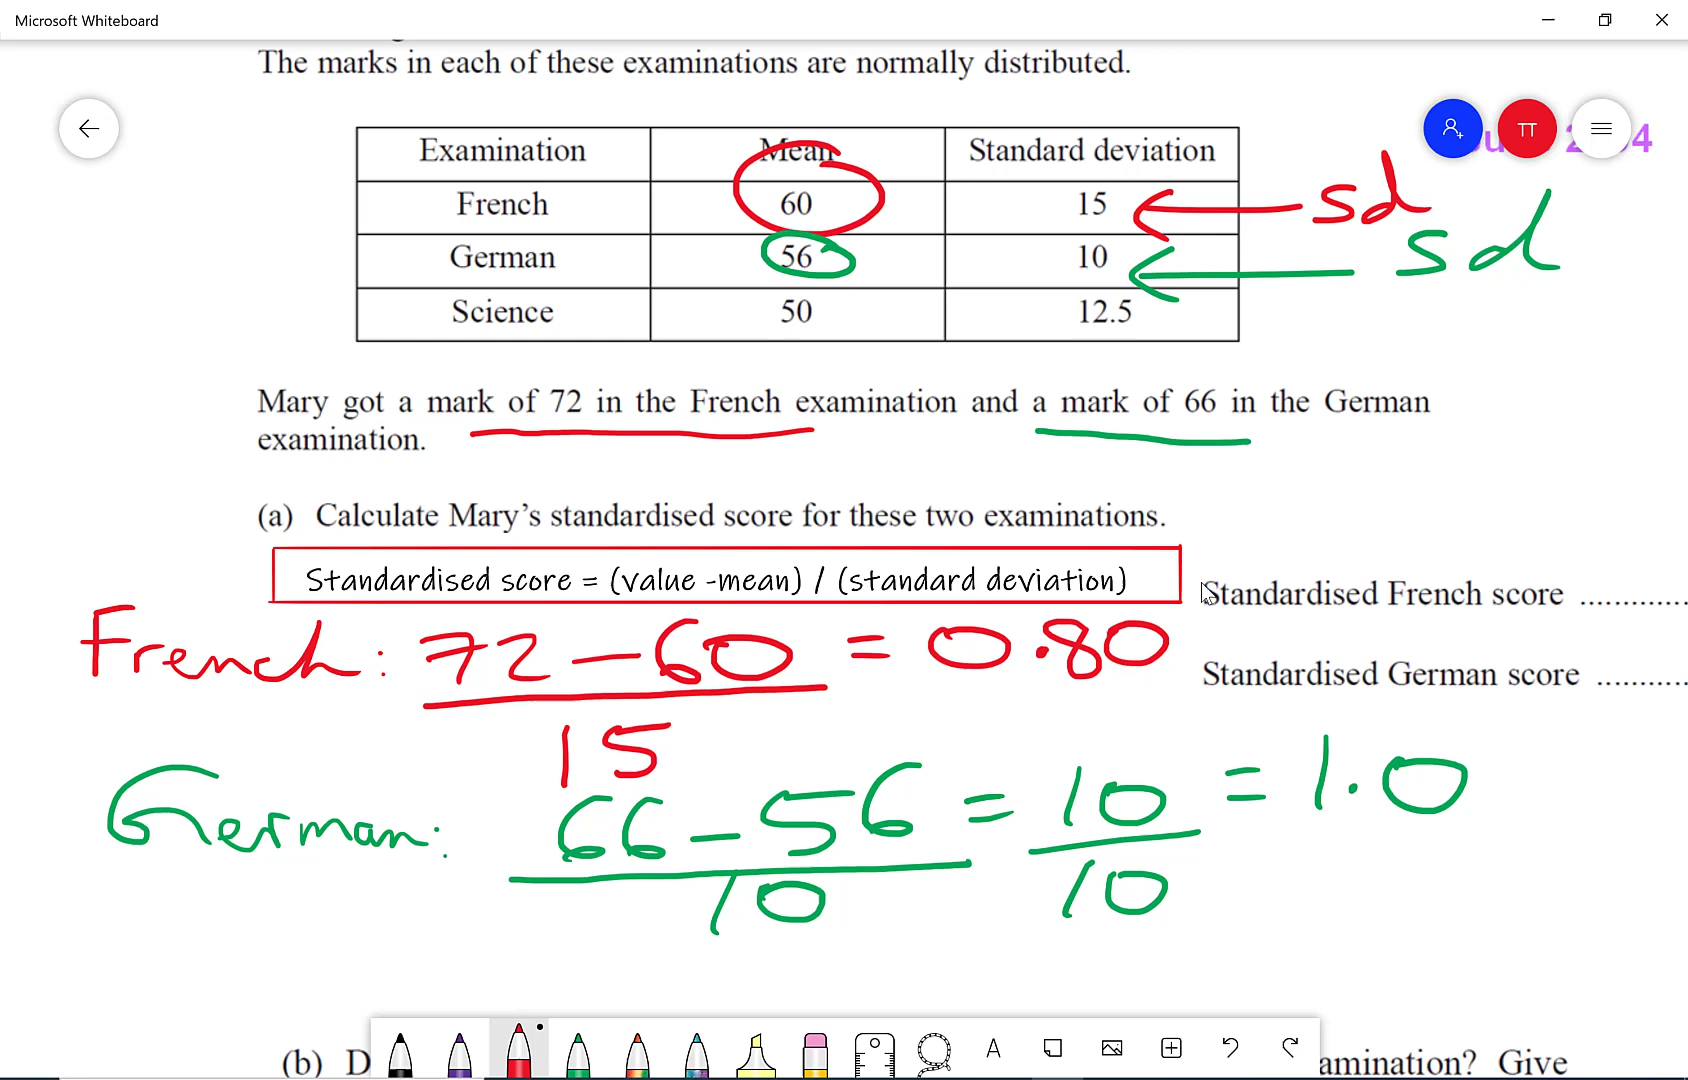 Microsoft Whiteboard
The marks in each of these examinations are normally distributed.
TT
4
Examination Mean Standard deviation
French 60 15
sd
German 56 10
sd
Science 50 12.5
Mary got a mark of 72 in the French examination and a mark of 66 in the German
examination.
(a) Calculate Mary's standardised score for these two examinations.
Standardised score = (value -mean) / (standard deviation)
Standardised French score .............
French: 72 - 60 = 0.80
15
Standardised German score ...........
German: 66 - 56 = 10 = 1.0
10 10
(b) D
amination? Give
A